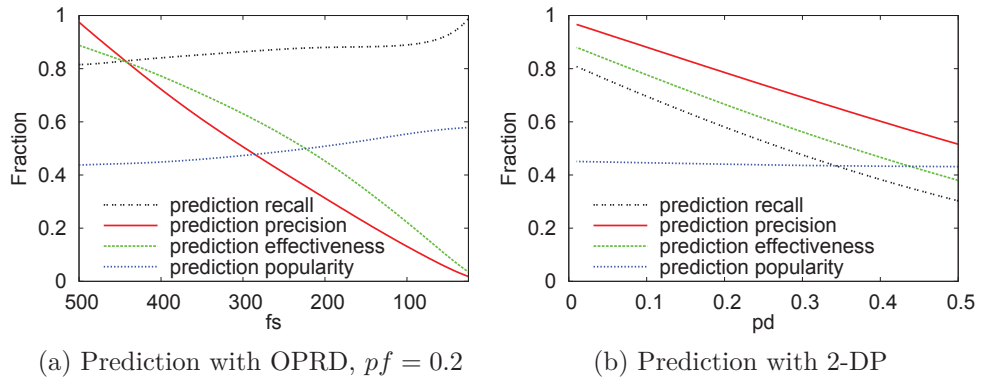 1
0.8
0.6
0.4
0.2
0
Fraction
prediction recall
prediction precision
prediction effectiveness
prediction popularity
500 400 300 200 100
fs
(a) Prediction with OPRD, pf = 0.2
1
0.8
0.6
0.4
0.2
0
Fraction
prediction recall
prediction precision
prediction effectiveness
prediction popularity
0 0.1 0.2 0.3 0.4 0.5
pd
(b) Prediction with 2-DP